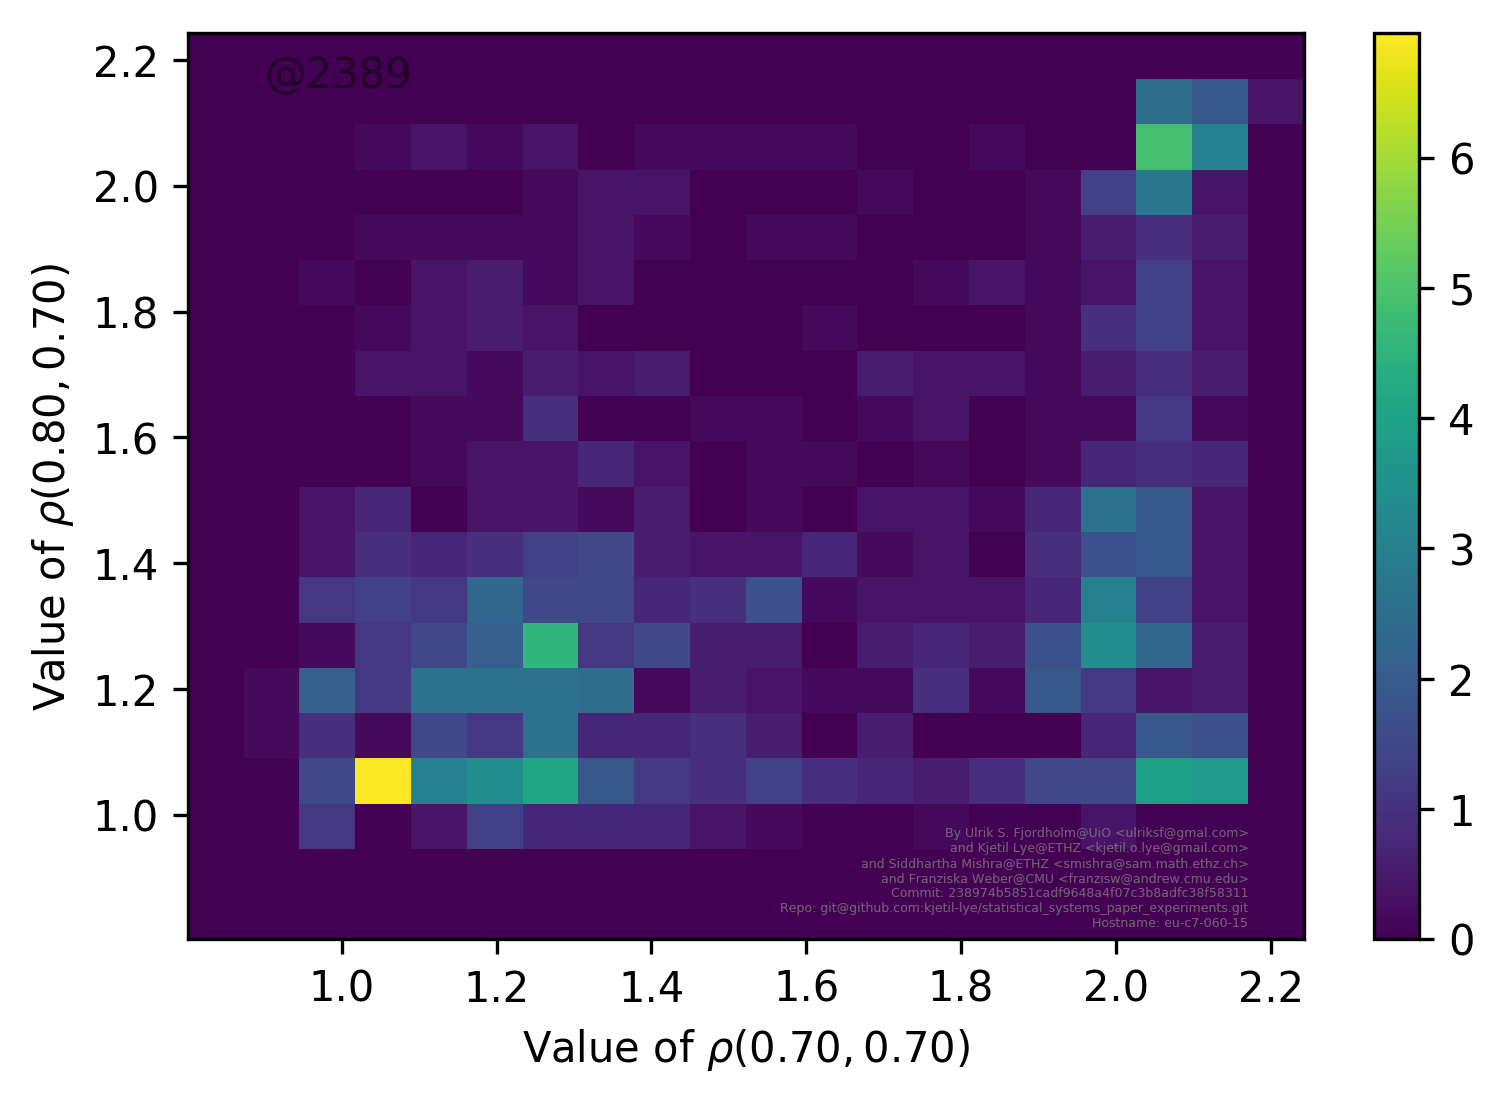 @2389
2.2
2.0
1.8
1.6
1.4
1.2
1.0
Value of ρ(0.80, 0.70)
1.0 1.2 1.4 1.6 1.8 2.0 2.2
Value of ρ(0.70, 0.70)
6
5
4
3
2
1
0
By Ulrik S. Fjordholm@UiO <ulriksf@gmal.com>
and Kjetil Lye@ETHZ <kjetil.o.lye@gmail.com>
and Siddhartha Mishra@ETHZ <smishra@sam.math.ethz.ch>
and Franziska Weber@CMU <franzisw@andrew.cmu.edu>
Commit: 238974b5851cadf9648a4f07c3b8adfc38f58311
Repo: git@github.com:kjetil-lye/statistical_systems_paper_experiments.git
Hostname: eu-c7-060-15